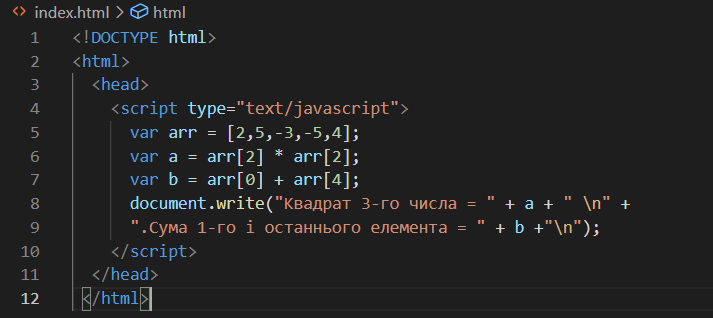 index.html > html
1 <!DOCTYPE html>
2 <html>
3 <head>
4 <script type="text/javascript">
5 var arr = [2,5,-3,-5,4];
6 var a = arr[2] * arr[2];
7 var b = arr[0] + arr[4];
8 document.write("Квадрат 3-го числа = " + a + " \n" +
9 ".Сума 1-го і останнього елемента = " + b +"\n");
10 </script>
11 </head>
12 </html>